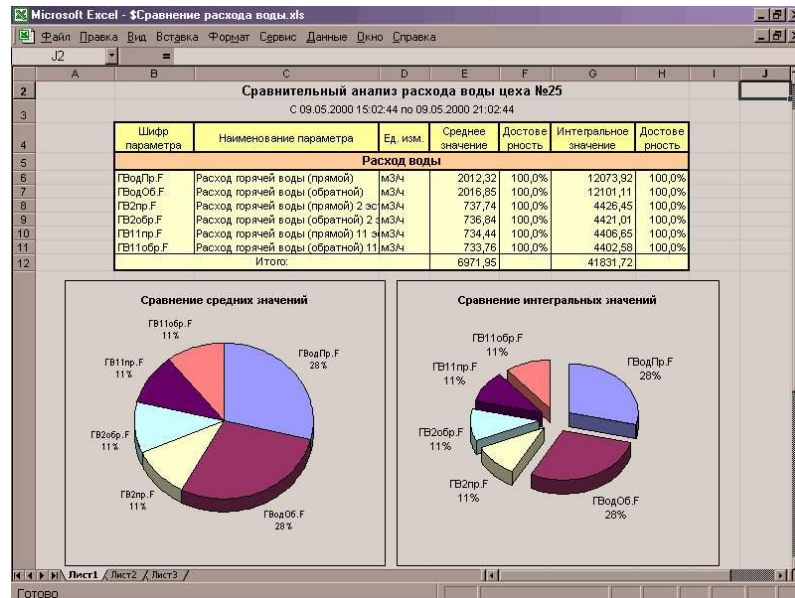 Microsoft Excel - $Сравнение расхода воды.xls
Файл Правка Вид Вставка Формат Сервис Данные Окно Справка
J2 =
A B C D E F G H I J
2 Сравнительный анализ расхода воды цеха №25
3 С 09.05.2000 15:02:44 по 09.05.2000 21:02:44
4 Шифр параметра Наименование параметра Ед. изм. Среднее значение Достове рность Интегральное значение Достове рность
5 Расход воды
6 ГВодПр.F Расход горячей воды (прямой) м3/ч 2012,32 100,0% 12073,92 100,0%
7 ГВодОб.F Расход горячей воды (обратной) м3/ч 2016,85 100,0% 12101,11 100,0%
8 ГВ2пр.F Расход горячей воды (прямой) 2 эст м3/ч 737,74 100,0% 4426,45 100,0%
9 ГВ2обр.F Расход горячей воды (обратной) 2 э м3/ч 736,84 100,0% 4421,01 100,0%
10 ГВ11пр.F Расход горячей воды (прямой) 11 эс м3/ч 734,44 100,0% 4406,65 100,0%
11 ГВ11обр.F Расход горячей воды (обратной) 11 м3/ч 733,76 100,0% 4402,58 100,0%
12 Итого: 6971,95 41831,72
Сравнение средних значений
ГВ11обр.F
11%
ГВодПр.F
28%
ГВ11пр.F
11%
ГВ2обр.F
11%
ГВ2пр.F
11%
ГВодОб.F
28%
Сравнение интегральных значений
ГВ11обр.F
11%
ГВодПр.F
28%
ГВ11пр.F
11%
ГВ2обр.F
11%
ГВ2пр.F
11%
ГВодОб.F
28%
Лист1 Лист2 Лист3
Готово